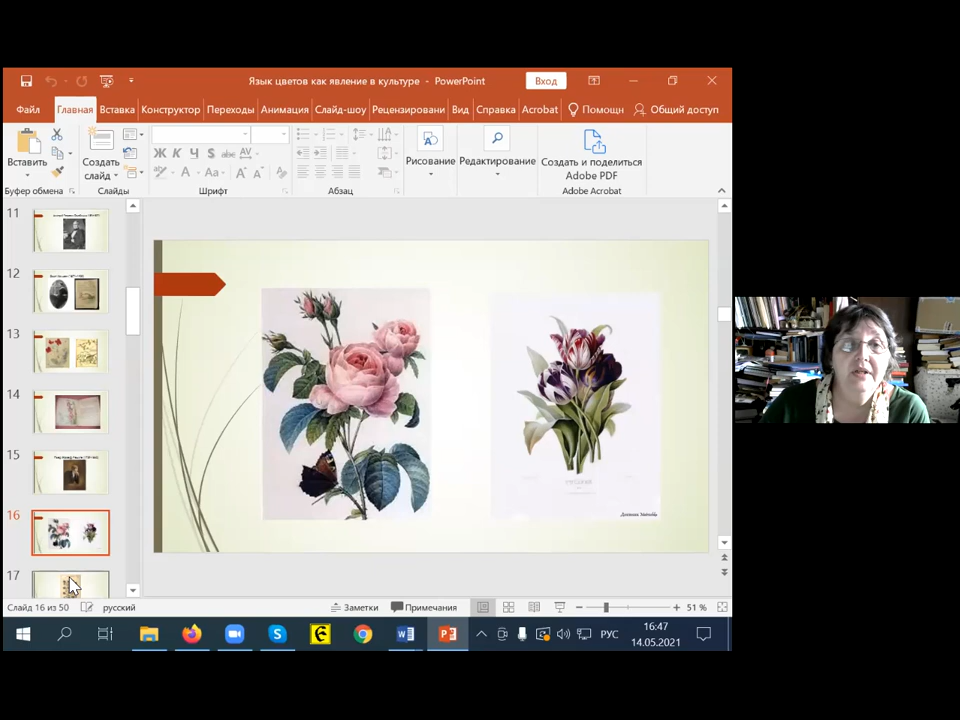 Язык цветов как явление в культуре - PowerPoint
Вход
Файл Главная Вставка Конструктор Переходы Анимация Слайд-шоу Рецензировани Вид Справка Acrobat Помощн Общий доступ
Вставить
Создать слайд
Ж К Ч S abc AV
А Aa А А
Рисование
Редактирование
Создать и поделиться Adobe PDF
Буфер обмена Слайды Шрифт Абзац Adobe Acrobat
11
12
13
14
15
16
17
Слайд 16 из 50 русский Заметки Примечания 51 %
РУС
16:47
14.05.2021